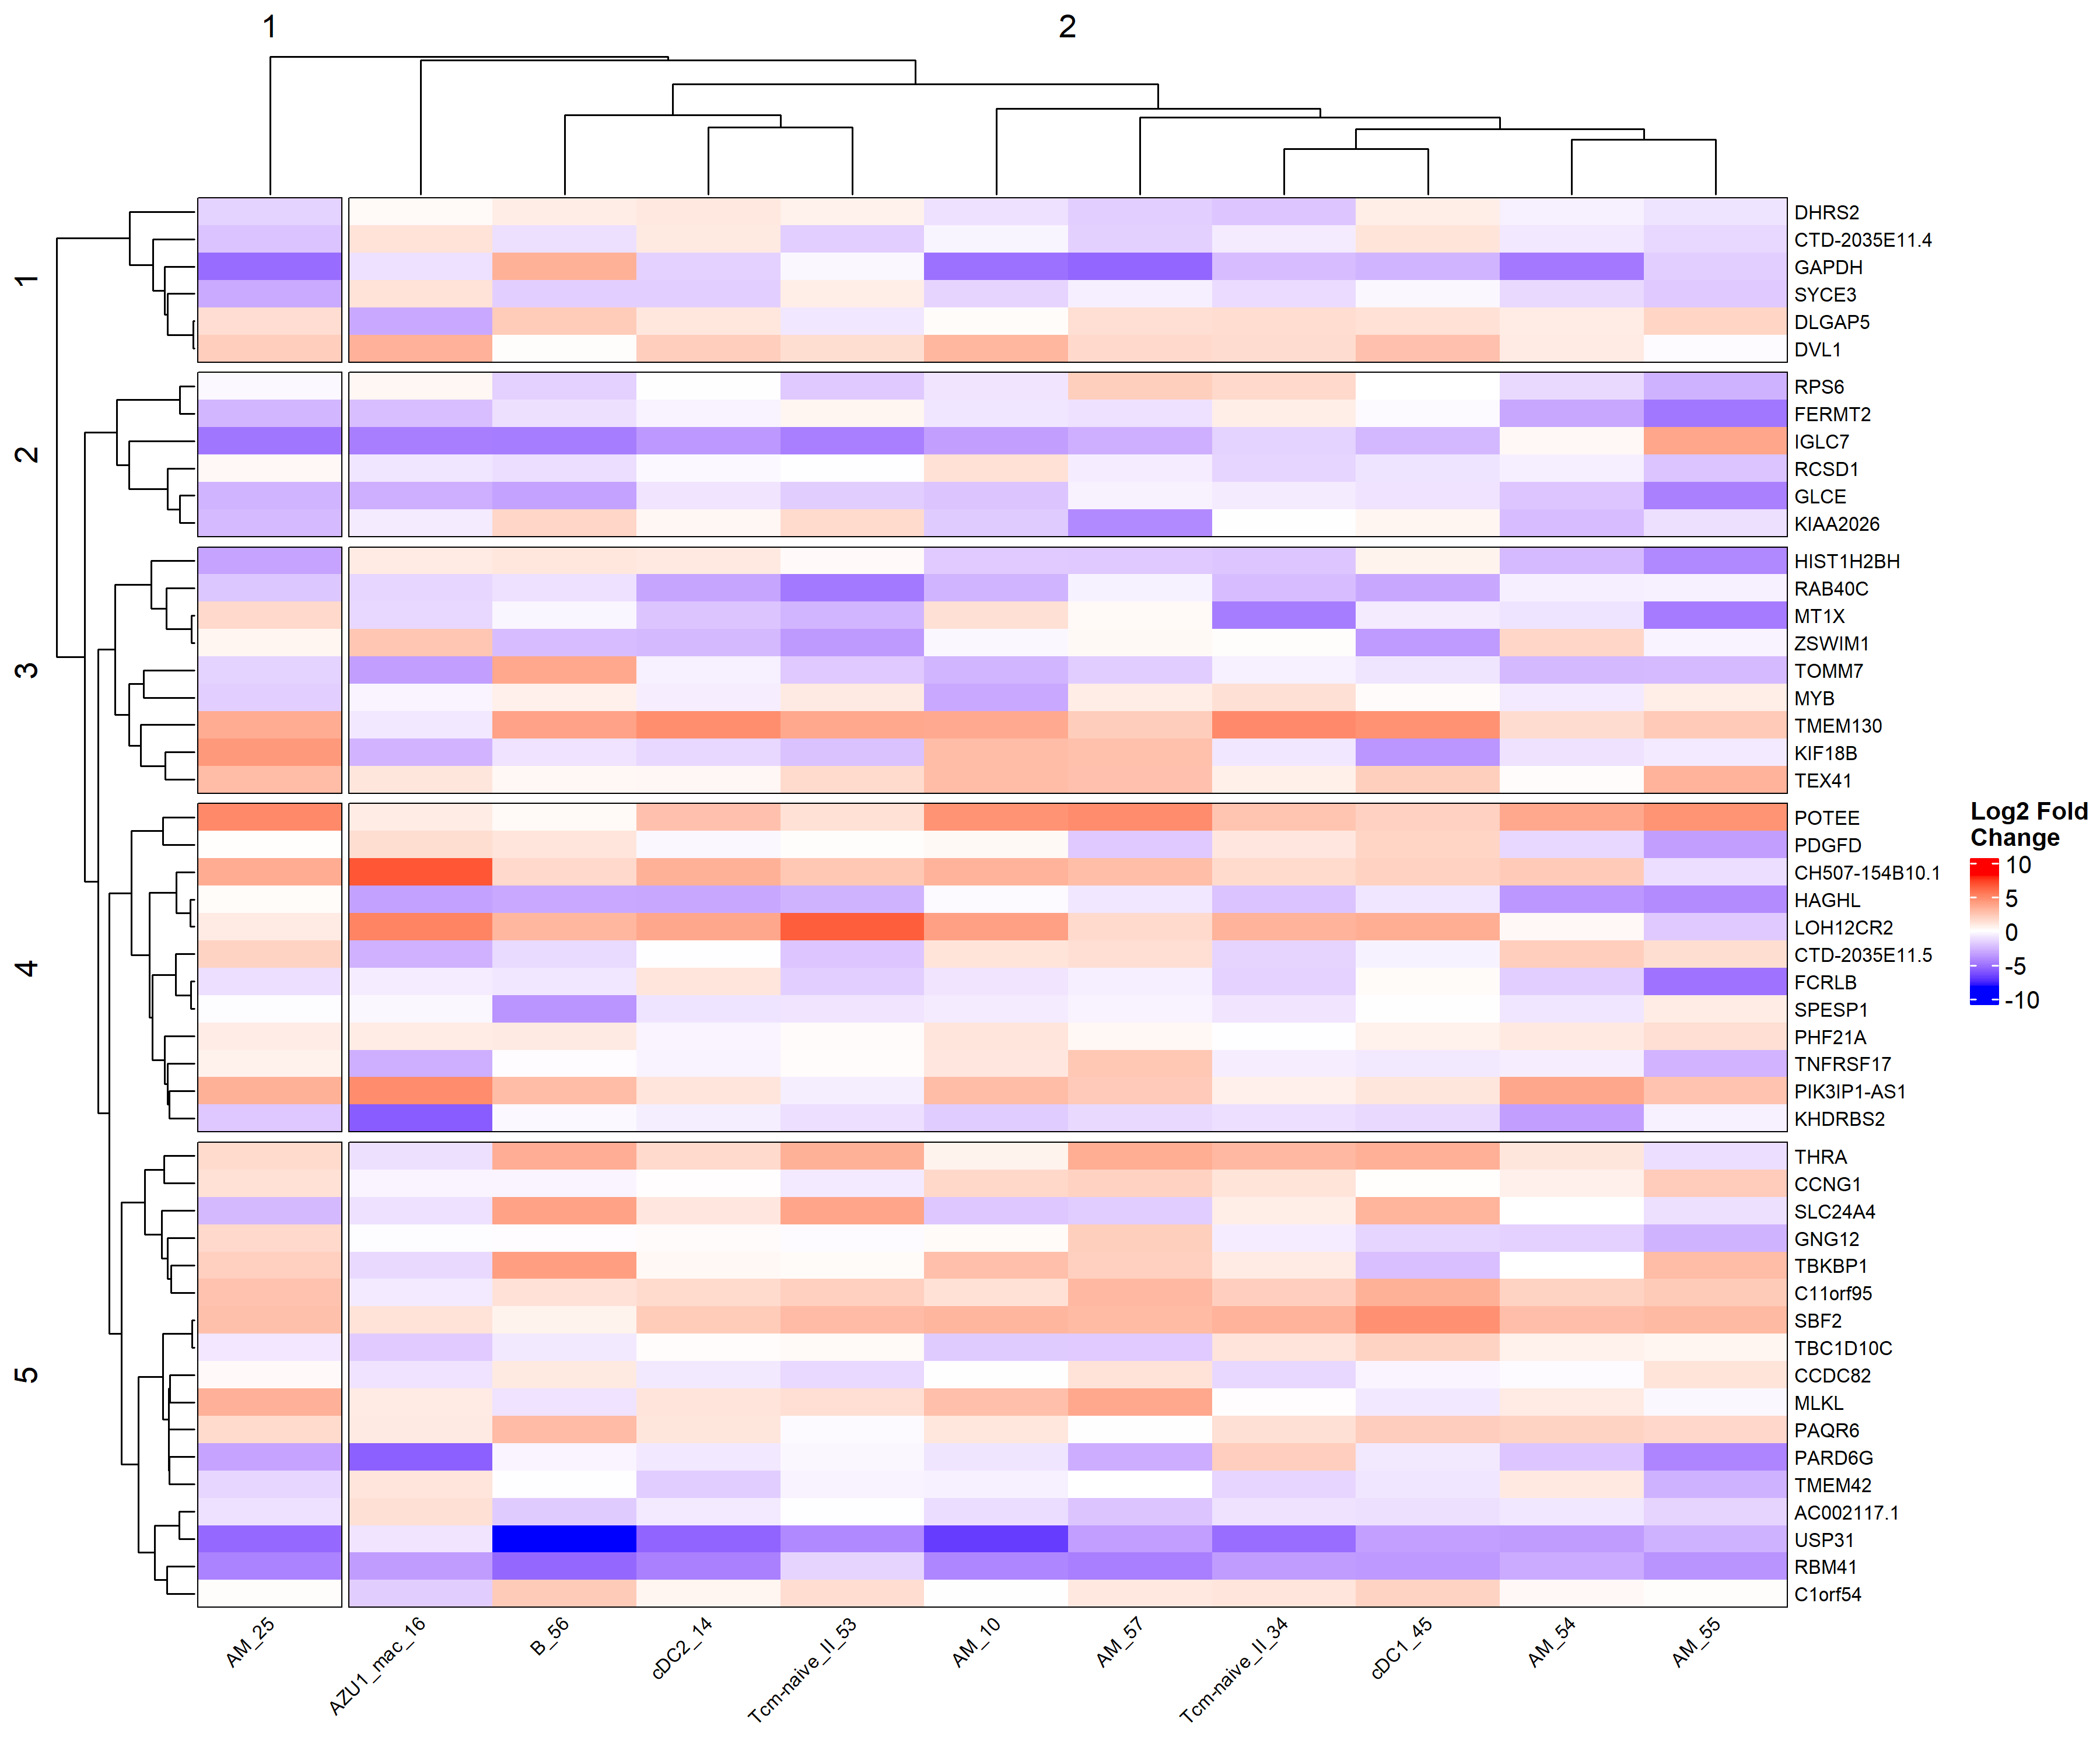 1
2
1
DHRS2
CTD-2035E11.4
GAPDH
SYCE3
DLGAP5
DVL1
2
RPS6
FERMT2
IGLC7
RCSD1
GLCE
KIAA2026
3
HIST1H2BH
RAB40C
MT1X
ZSWIM1
TOMM7
MYB
TMEM130
KIF18B
TEX41
4
POTEE
PDGFD
CH507-154B10.1
HAGHL
LOH12CR2
CTD-2035E11.5
FCRLB
SPESP1
PHF21A
TNFRSF17
PIK3IP1-AS1
KHDRBS2
5
THRA
CCNG1
SLC24A4
GNG12
TBKBP1
C11orf95
SBF2
TBC1D10C
CCDC82
MLKL
PAQR6
PARD6G
TMEM42
AC002117.1
USP31
RBM41
C1orf54
AM_25
AZU1_mac_16
B_56
cDC2_14
Tcm-naive_II_53
AM_10
AM_57
Tcm-naive_II_34
cDC1_45
AM_54
AM_55
Log2 Fold
Change
10
5
0
-5
-10